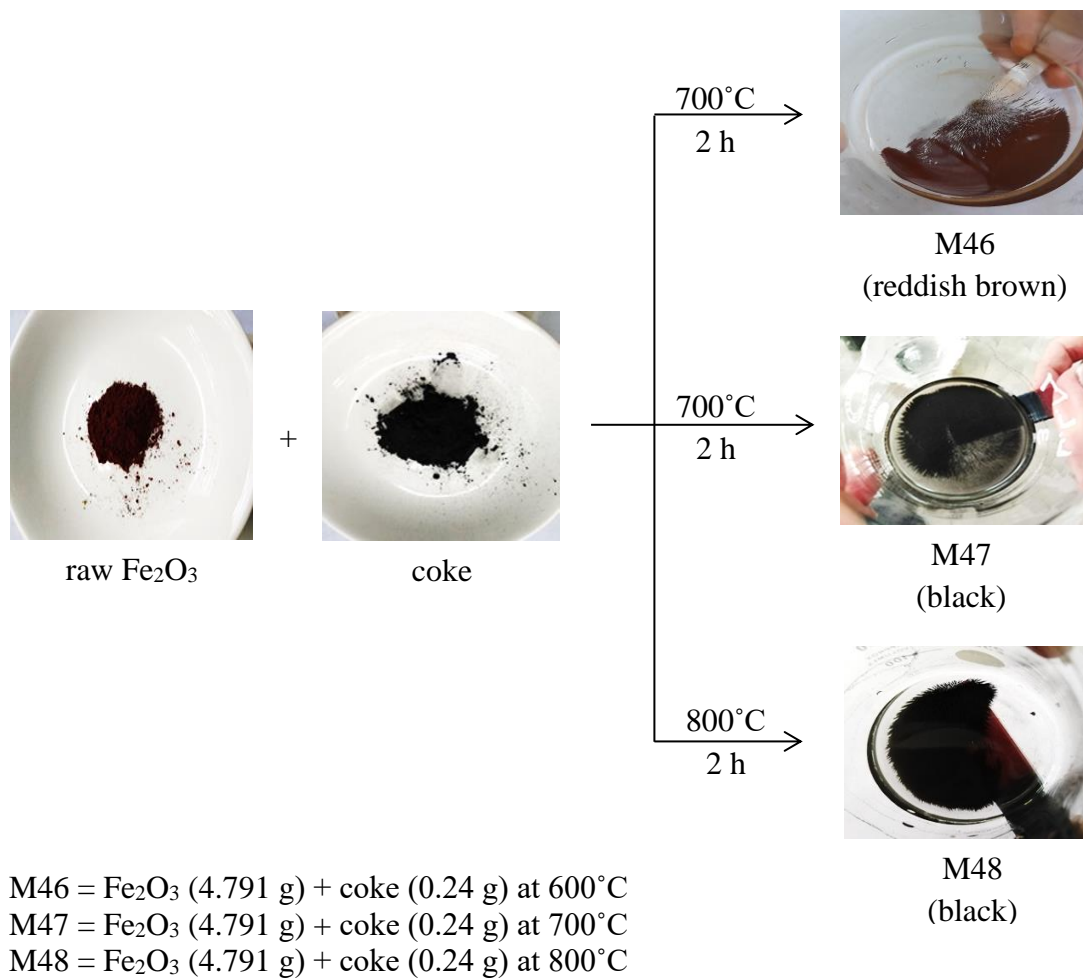 700˚C
2 h
M46
(reddish brown)
+
raw Fe₂O₃
coke
700˚C
2 h
M47
(black)
800˚C
2 h
M48
(black)
M46 = Fe₂O₃ (4.791 g) + coke (0.24 g) at 600˚C
M47 = Fe₂O₃ (4.791 g) + coke (0.24 g) at 700˚C
M48 = Fe₂O₃ (4.791 g) + coke (0.24 g) at 800˚C